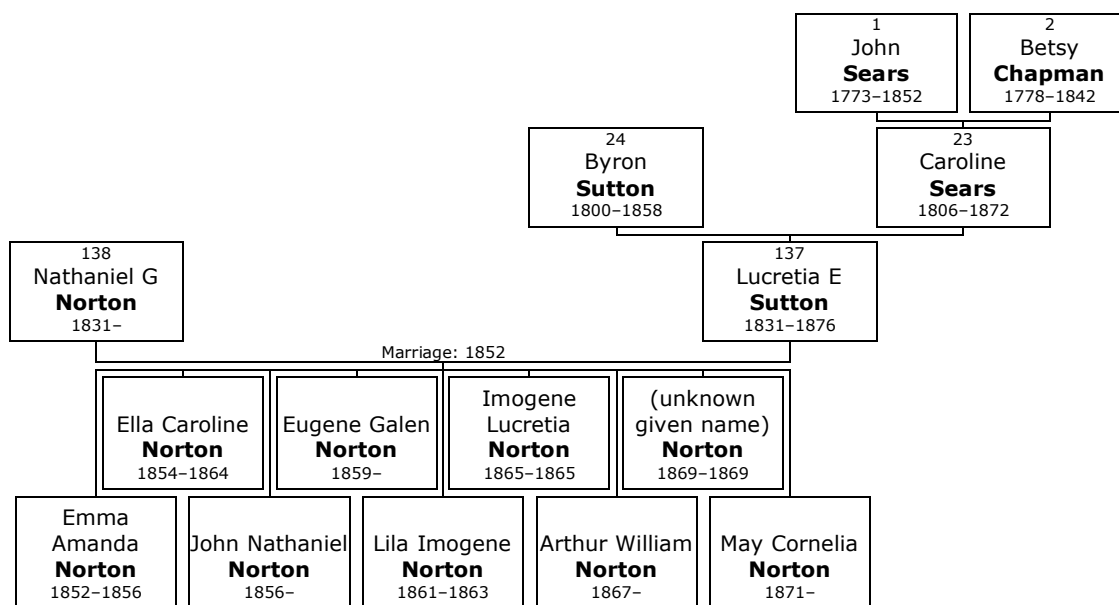 1
John
Sears
1773–1852
2
Betsy
Chapman
1778–1842
24
Byron
Sutton
1800–1858
23
Caroline
Sears
1806–1872
138
Nathaniel G
Norton
1831–
137
Lucretia E
Sutton
1831–1876
Marriage: 1852
Ella Caroline
Norton
1854–1864
Eugene Galen
Norton
1859–
Imogene
Lucretia
Norton
1865–1865
(unknown
given name)
Norton
1869–1869
Emma
Amanda
Norton
1852–1856
John Nathaniel
Norton
1856–
Lila Imogene
Norton
1861–1863
Arthur William
Norton
1867–
May Cornelia
Norton
1871–